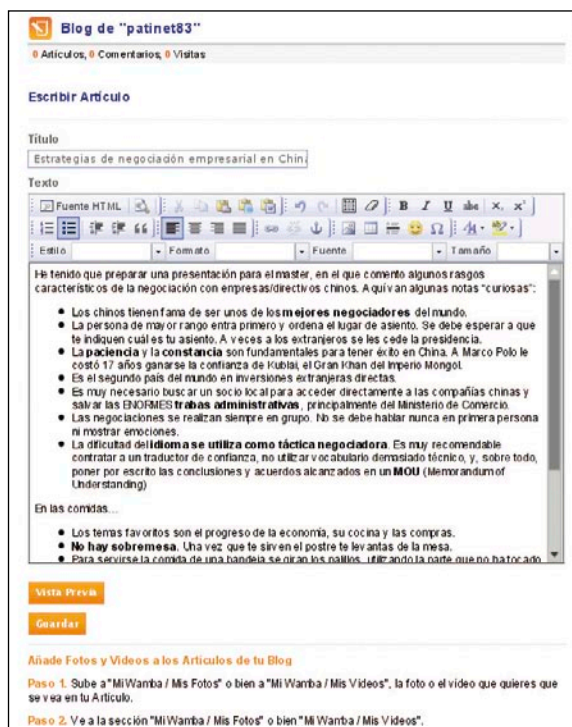 Blog de "patinet83"
0 Artículos, 0 Comentarios, 0 Visitas
Escribir Artículo
Título
Estrategias de negociación empresarial en China
Texto
Fuente HTML
B I U abc x, x²
Estilo Formato Fuente Tamaño
He tenido que preparar una presentación para el master, en el que comento algunos rasgos
característicos de la negociación con empresas/directivos chinos. Aquí van algunas notas "curiosas":
● Los chinos tienen fama de ser unos de los mejores negociadores del mundo.
● La persona de mayor rango entra primero y ordena el lugar de asiento. Se debe esperar a que
te indiquen cuál es tu asiento. A veces a los extranjeros se les cede la presidencia.
● La paciencia y la constancia son fundamentales para tener éxito en China. A Marco Polo le
costó 17 años ganarse la confianza de Kublai, el Gran Khan del Imperio Mongol.
● Es el segundo país del mundo en inversiones extranjeras directas.
● Es muy necesario buscar un socio local para acceder directamente a las compañías chinas y
salvar las ENORMES trabas administrativas, principalmente del Ministerio de Comercio.
● Las negociaciones se realizan siempre en grupo. No se debe hablar nunca en primera persona
ni mostrar emociones.
● La dificultad del idioma se utiliza como táctica negociadora. Es muy recomendable
contratar a un traductor de confianza, no utilizar vocabulario demasiado técnico, y, sobre todo,
poner por escrito las conclusiones y acuerdos alcanzados en un MOU (Memorandum of
Understanding)
En las comidas...
● Los temas favoritos son el progreso de la economía, su cocina y las compras.
● No hay sobremesa. Una vez que te sirven el postre te levantas de la mesa.
● Para servirse la comida de una bandeja se giran los palillos, utilizando la parte que no ha tocado
Vista Previa
Guardar
Añade Fotos y Videos a los Artículos de tu Blog
Paso 1. Sube a "Mi Wamba / Mis Fotos" o bien a "Mi Wamba / Mis Videos", la foto o el video que quieres que
se vea en tu Artículo.
Paso 2. Ve a la sección "Mi Wamba / Mis Fotos" o bien "Mi Wamba / Mis Videos".